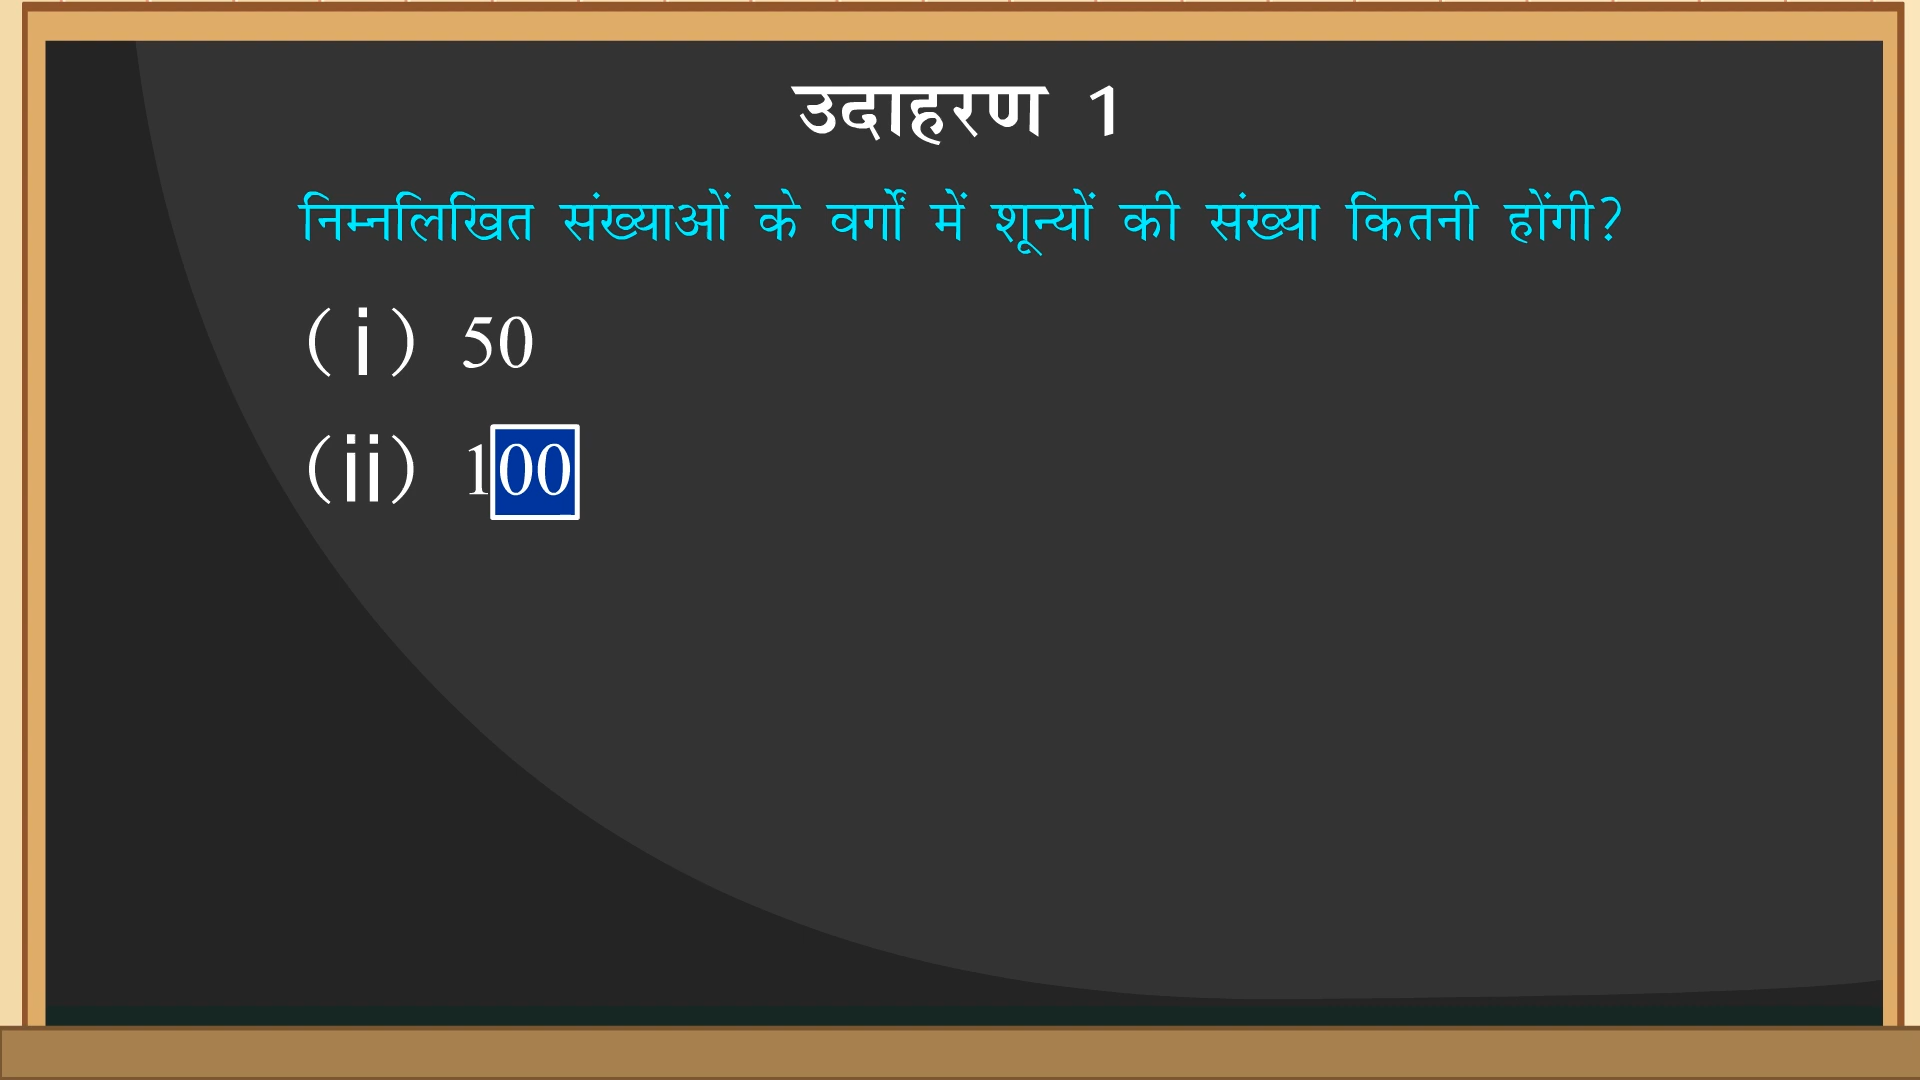 उदाहरण 1
निम्नलिखित संख्याओं के वर्गों में शून्यों की संख्या कितनी होंगी?
(i) 50
(ii) 100